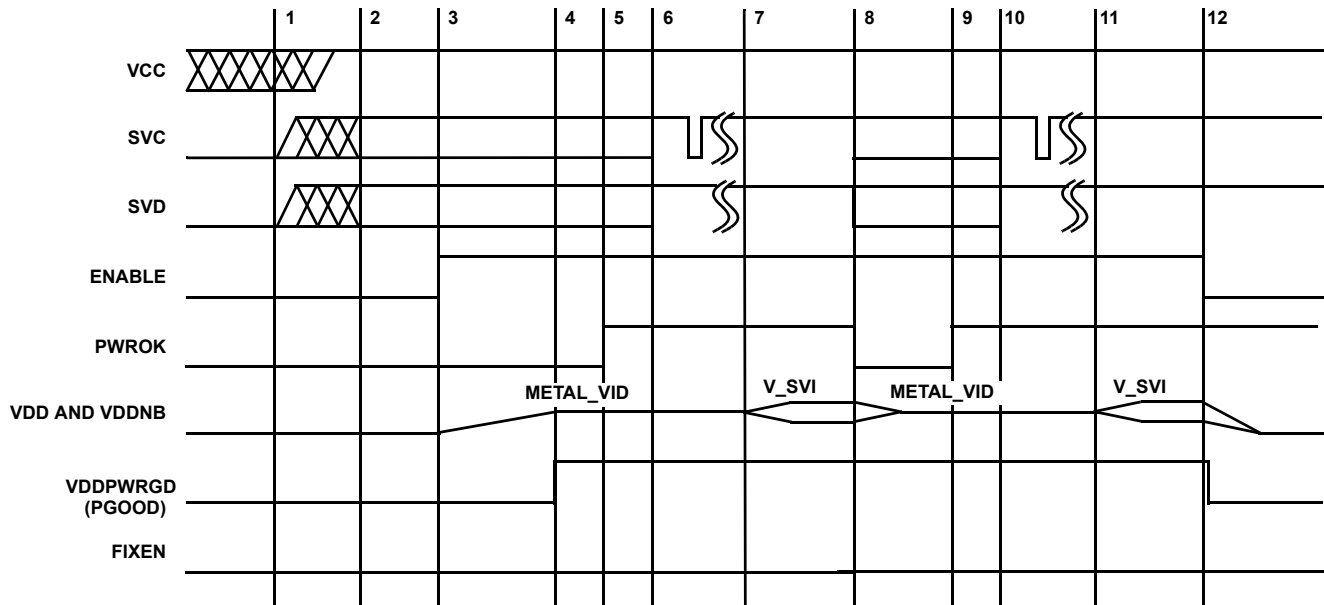 1 2 3 4 5 6 7 8 9 10 11 12
VCC
SVC
SVD
ENABLE
PWROK
METAL_VID V_SVI METAL_VID V_SVI
VDD AND VDDNB
VDDPWRGD
(PGOOD)
FIXEN